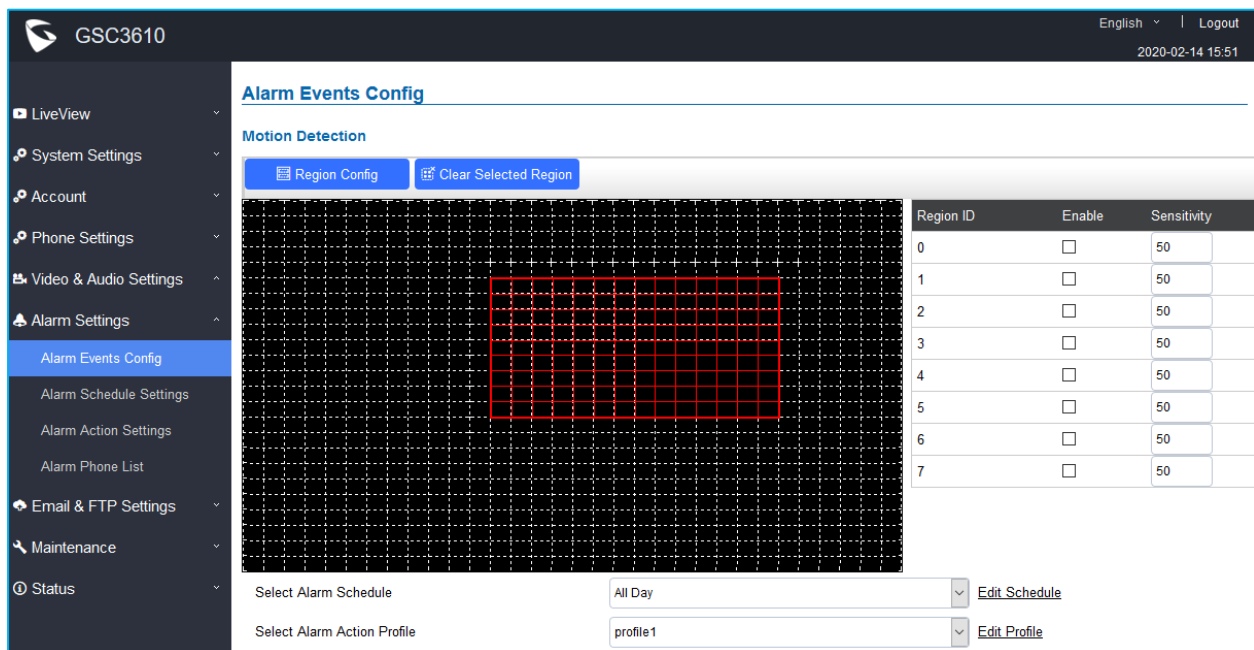 GSC3610
English | Logout
2020-02-14 15:51
LiveView
System Settings
Account
Phone Settings
Video & Audio Settings
Alarm Settings
Alarm Events Config
Alarm Schedule Settings
Alarm Action Settings
Alarm Phone List
Email & FTP Settings
Maintenance
Status
Alarm Events Config
Motion Detection
Region Config
Clear Selected Region
Region ID Enable Sensitivity
0 50
1 50
2 50
3 50
4 50
5 50
6 50
7 50
Select Alarm Schedule All Day Edit Schedule
Select Alarm Action Profile profile1 Edit Profile